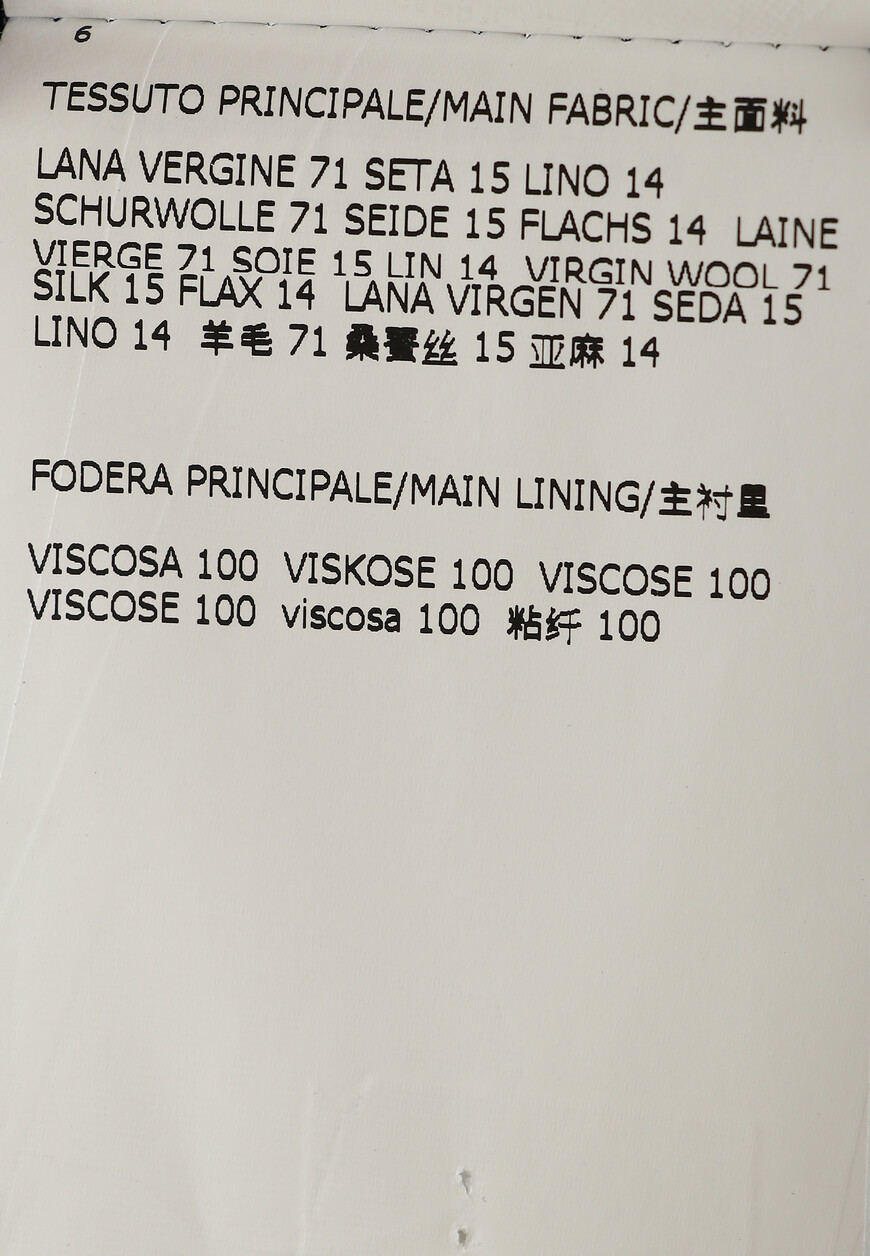 6
TESSUTO PRINCIPALE/MAIN FABRIC/主面料
LANA VERGINE 71 SETA 15 LINO 14
SCHURWOLLE 71 SEIDE 15 FLACHS 14 LAINE
VIERGE 71 SOIE 15 LIN 14 VIRGIN WOOL 71
SILK 15 FLAX 14 LANA VIRGEN 71 SEDA 15
LINO 14 羊毛 71 桑蚕丝 15 亚麻 14
FODERA PRINCIPALE/MAIN LINING/主衬里
VISCOSA 100 VISKOSE 100 VISCOSE 100
VISCOSE 100 viscosa 100 粘纤 100